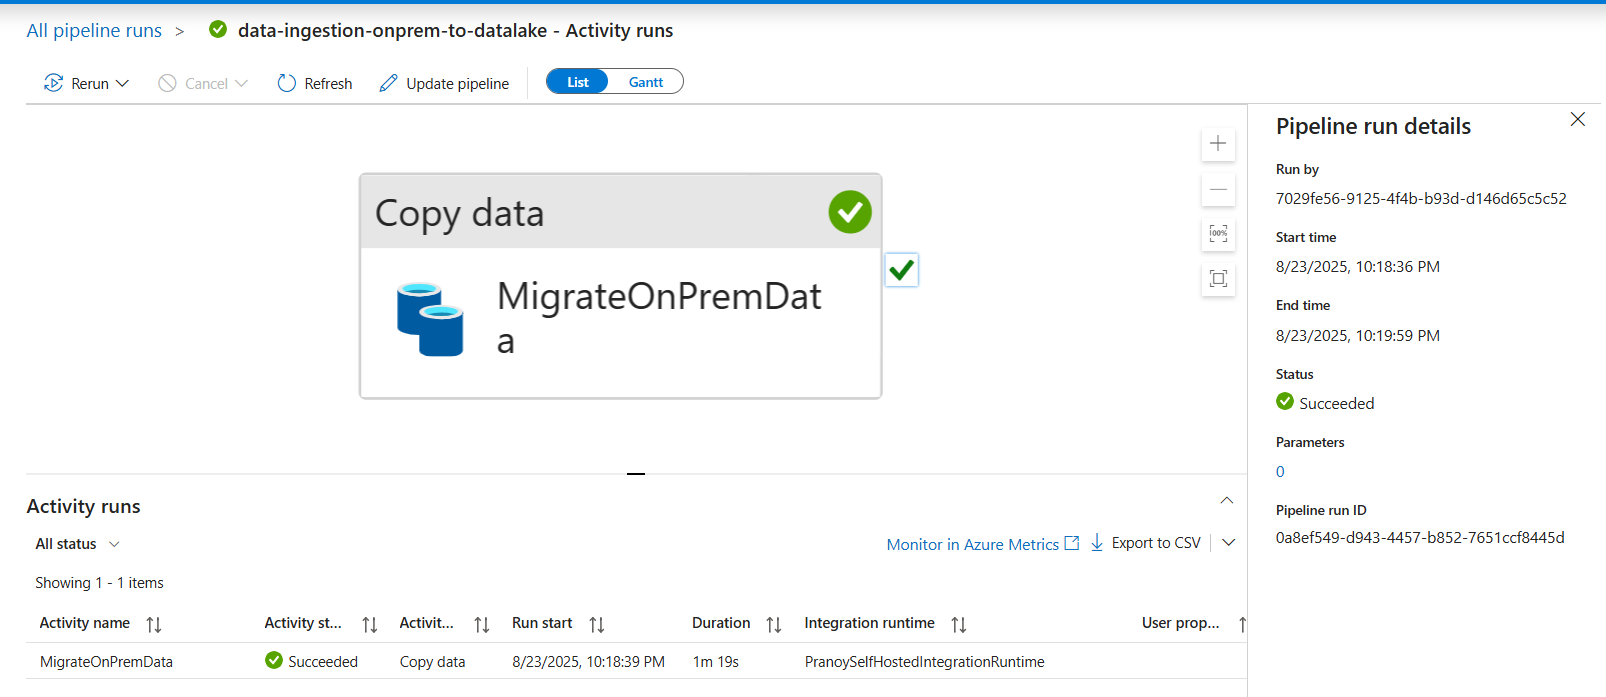 All pipeline runs > data-ingestion-onprem-to-datalake - Activity runs
Rerun Cancel Refresh Update pipeline List Gantt
Copy data
MigrateOnPremDat
a
100%
Pipeline run details
Run by
7029fe56-9125-4f4b-b93d-d146d65c5c52
Start time
8/23/2025, 10:18:36 PM
End time
8/23/2025, 10:19:59 PM
Status
Succeeded
Parameters
0
Pipeline run ID
0a8ef549-d943-4457-b852-7651ccf8445d
Activity runs
All status
Monitor in Azure Metrics Export to CSV
Showing 1 - 1 items
Activity name Activity st... Activit... Run start Duration Integration runtime User prop...
MigrateOnPremData Succeeded Copy data 8/23/2025, 10:18:39 PM 1m 19s PranoySelfHostedIntegrationRuntime